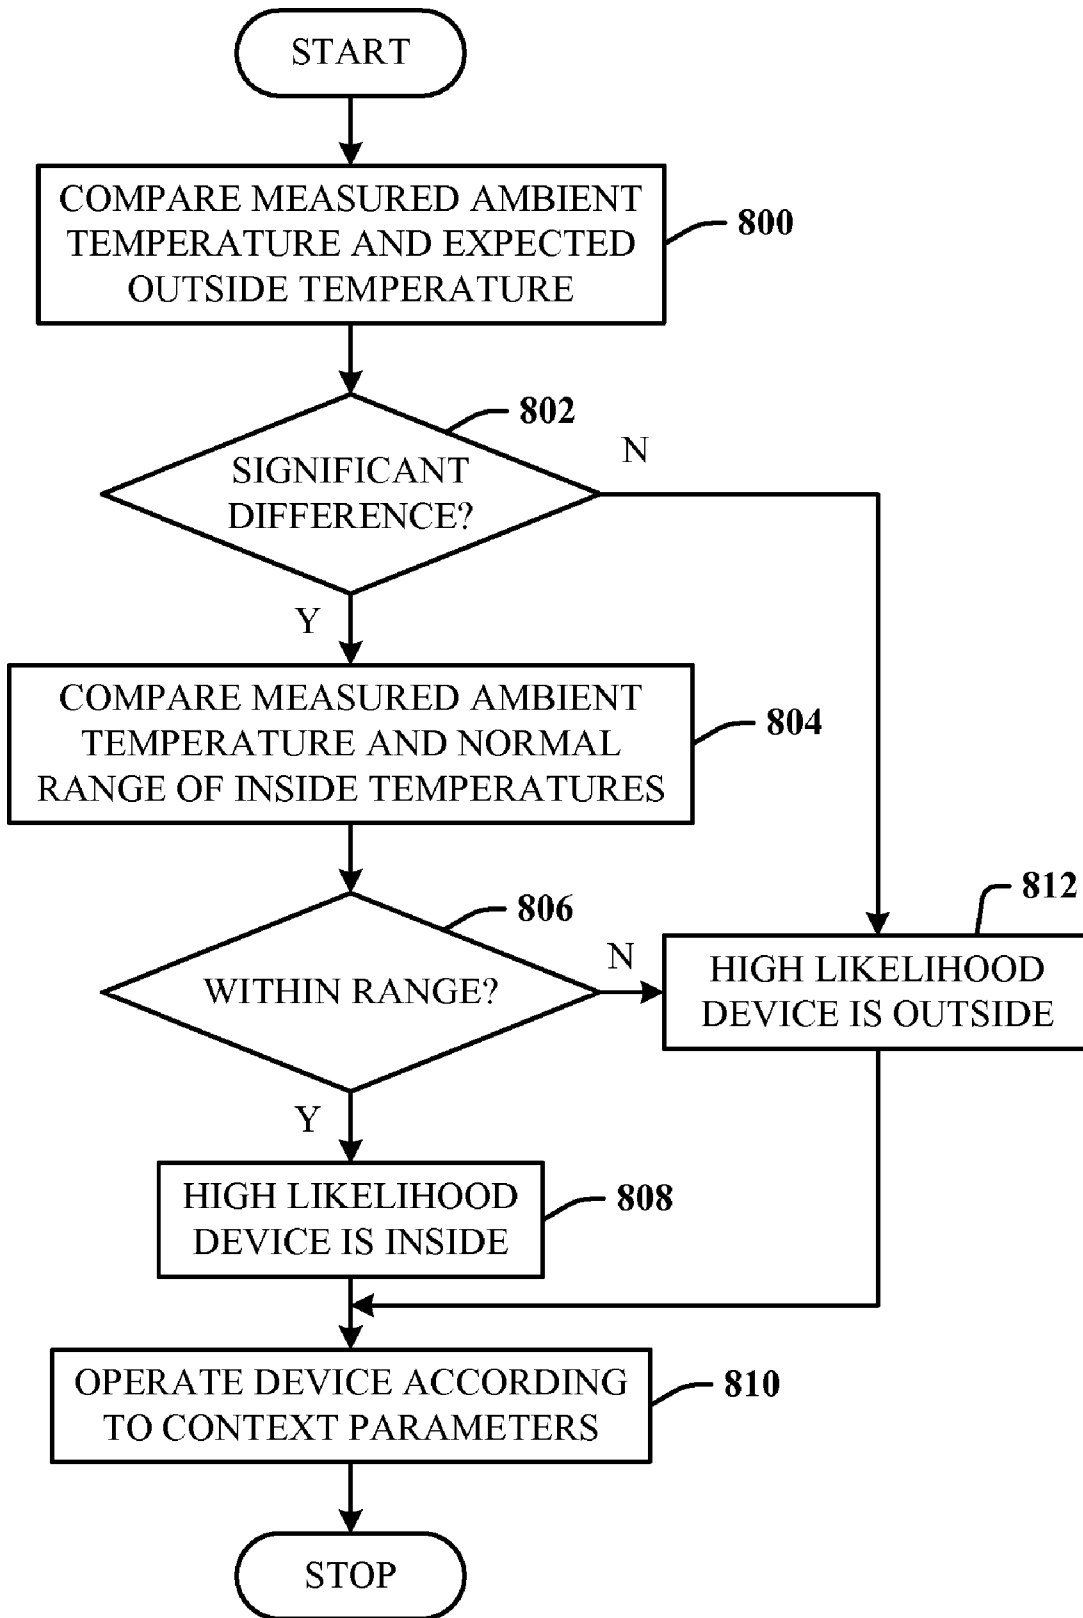 START
COMPARE MEASURED AMBIENT
TEMPERATURE AND EXPECTED
OUTSIDE TEMPERATURE
800
802
SIGNIFICANT
DIFFERENCE?
N
Y
COMPARE MEASURED AMBIENT
TEMPERATURE AND NORMAL
RANGE OF INSIDE TEMPERATURES
804
806
WITHIN RANGE?
N
812
HIGH LIKELIHOOD
DEVICE IS OUTSIDE
Y
HIGH LIKELIHOOD
DEVICE IS INSIDE
808
OPERATE DEVICE ACCORDING
TO CONTEXT PARAMETERS
810
STOP